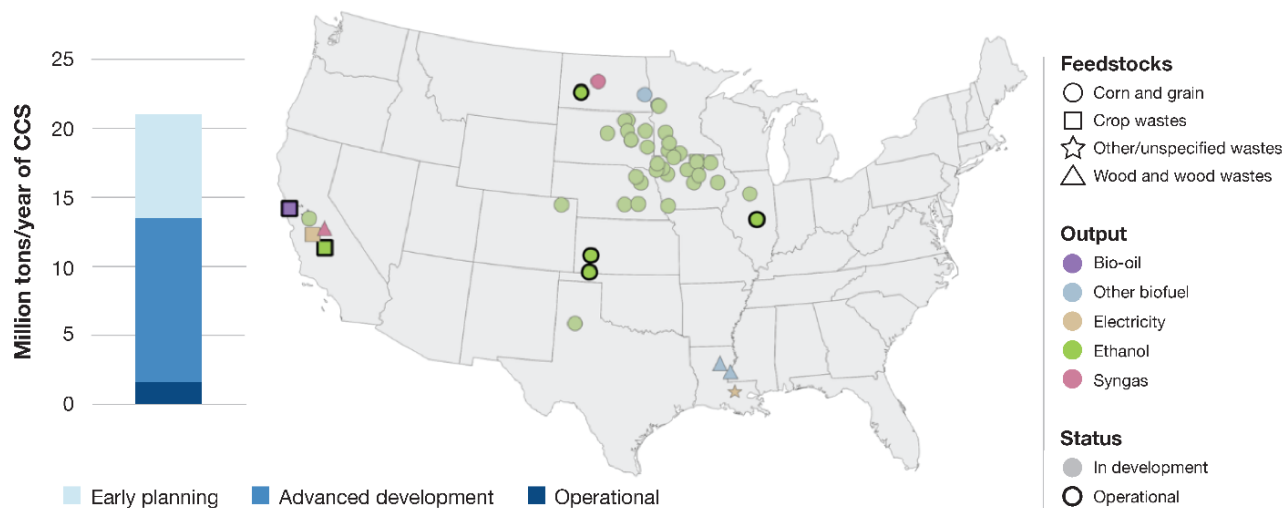 Million tons/year of CCS
25
20
15
10
5
0
Early planning
Advanced development
Operational
Feedstocks
Corn and grain
Crop wastes
Other/unspecified wastes
Wood and wood wastes
Output
Bio-oil
Other biofuel
Electricity
Ethanol
Syngas
Status
In development
Operational